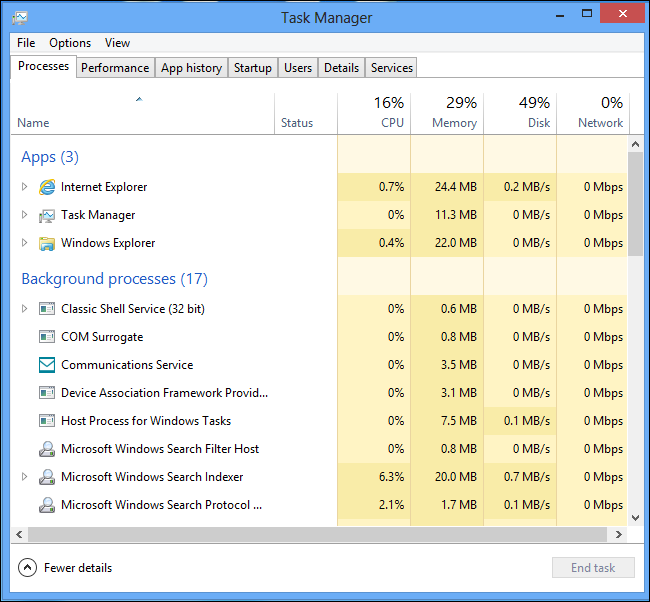 Task Manager
File Options View
Processes Performance App history Startup Users Details Services
16% 29% 49% 0%
Name Status CPU Memory Disk Network
Apps (3)
Internet Explorer 0.7% 24.4 MB 0.2 MB/s 0 Mbps
Task Manager 0% 11.3 MB 0 MB/s 0 Mbps
Windows Explorer 0.4% 22.0 MB 0 MB/s 0 Mbps
Background processes (17)
Classic Shell Service (32 bit) 0% 0.6 MB 0 MB/s 0 Mbps
COM Surrogate 0% 0.8 MB 0 MB/s 0 Mbps
Communications Service 0% 3.5 MB 0 MB/s 0 Mbps
Device Association Framework Provid... 0% 3.1 MB 0 MB/s 0 Mbps
Host Process for Windows Tasks 0% 7.5 MB 0.1 MB/s 0 Mbps
Microsoft Windows Search Filter Host 0% 0.8 MB 0 MB/s 0 Mbps
Microsoft Windows Search Indexer 6.3% 20.0 MB 0.7 MB/s 0 Mbps
Microsoft Windows Search Protocol ... 2.1% 1.7 MB 0.1 MB/s 0 Mbps
Fewer details End task